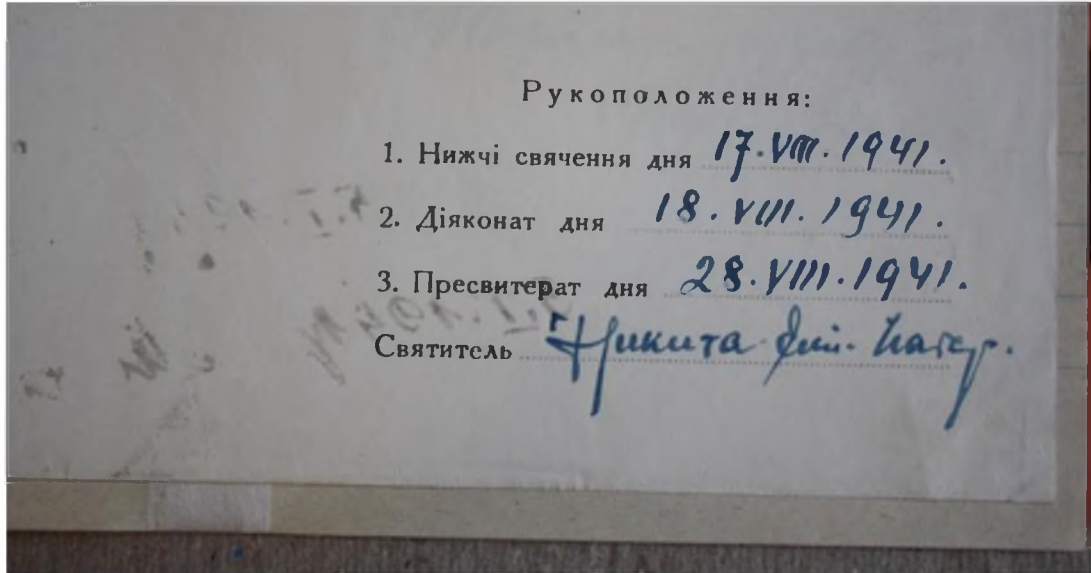 Рукоположення:
1. Нижчі свячення дня 17.VIII.1941.
2. Діяконат дня 18.VIII.1941.
3. Пресвитерат дня 28.VIII.1941.
Святитель †Никита